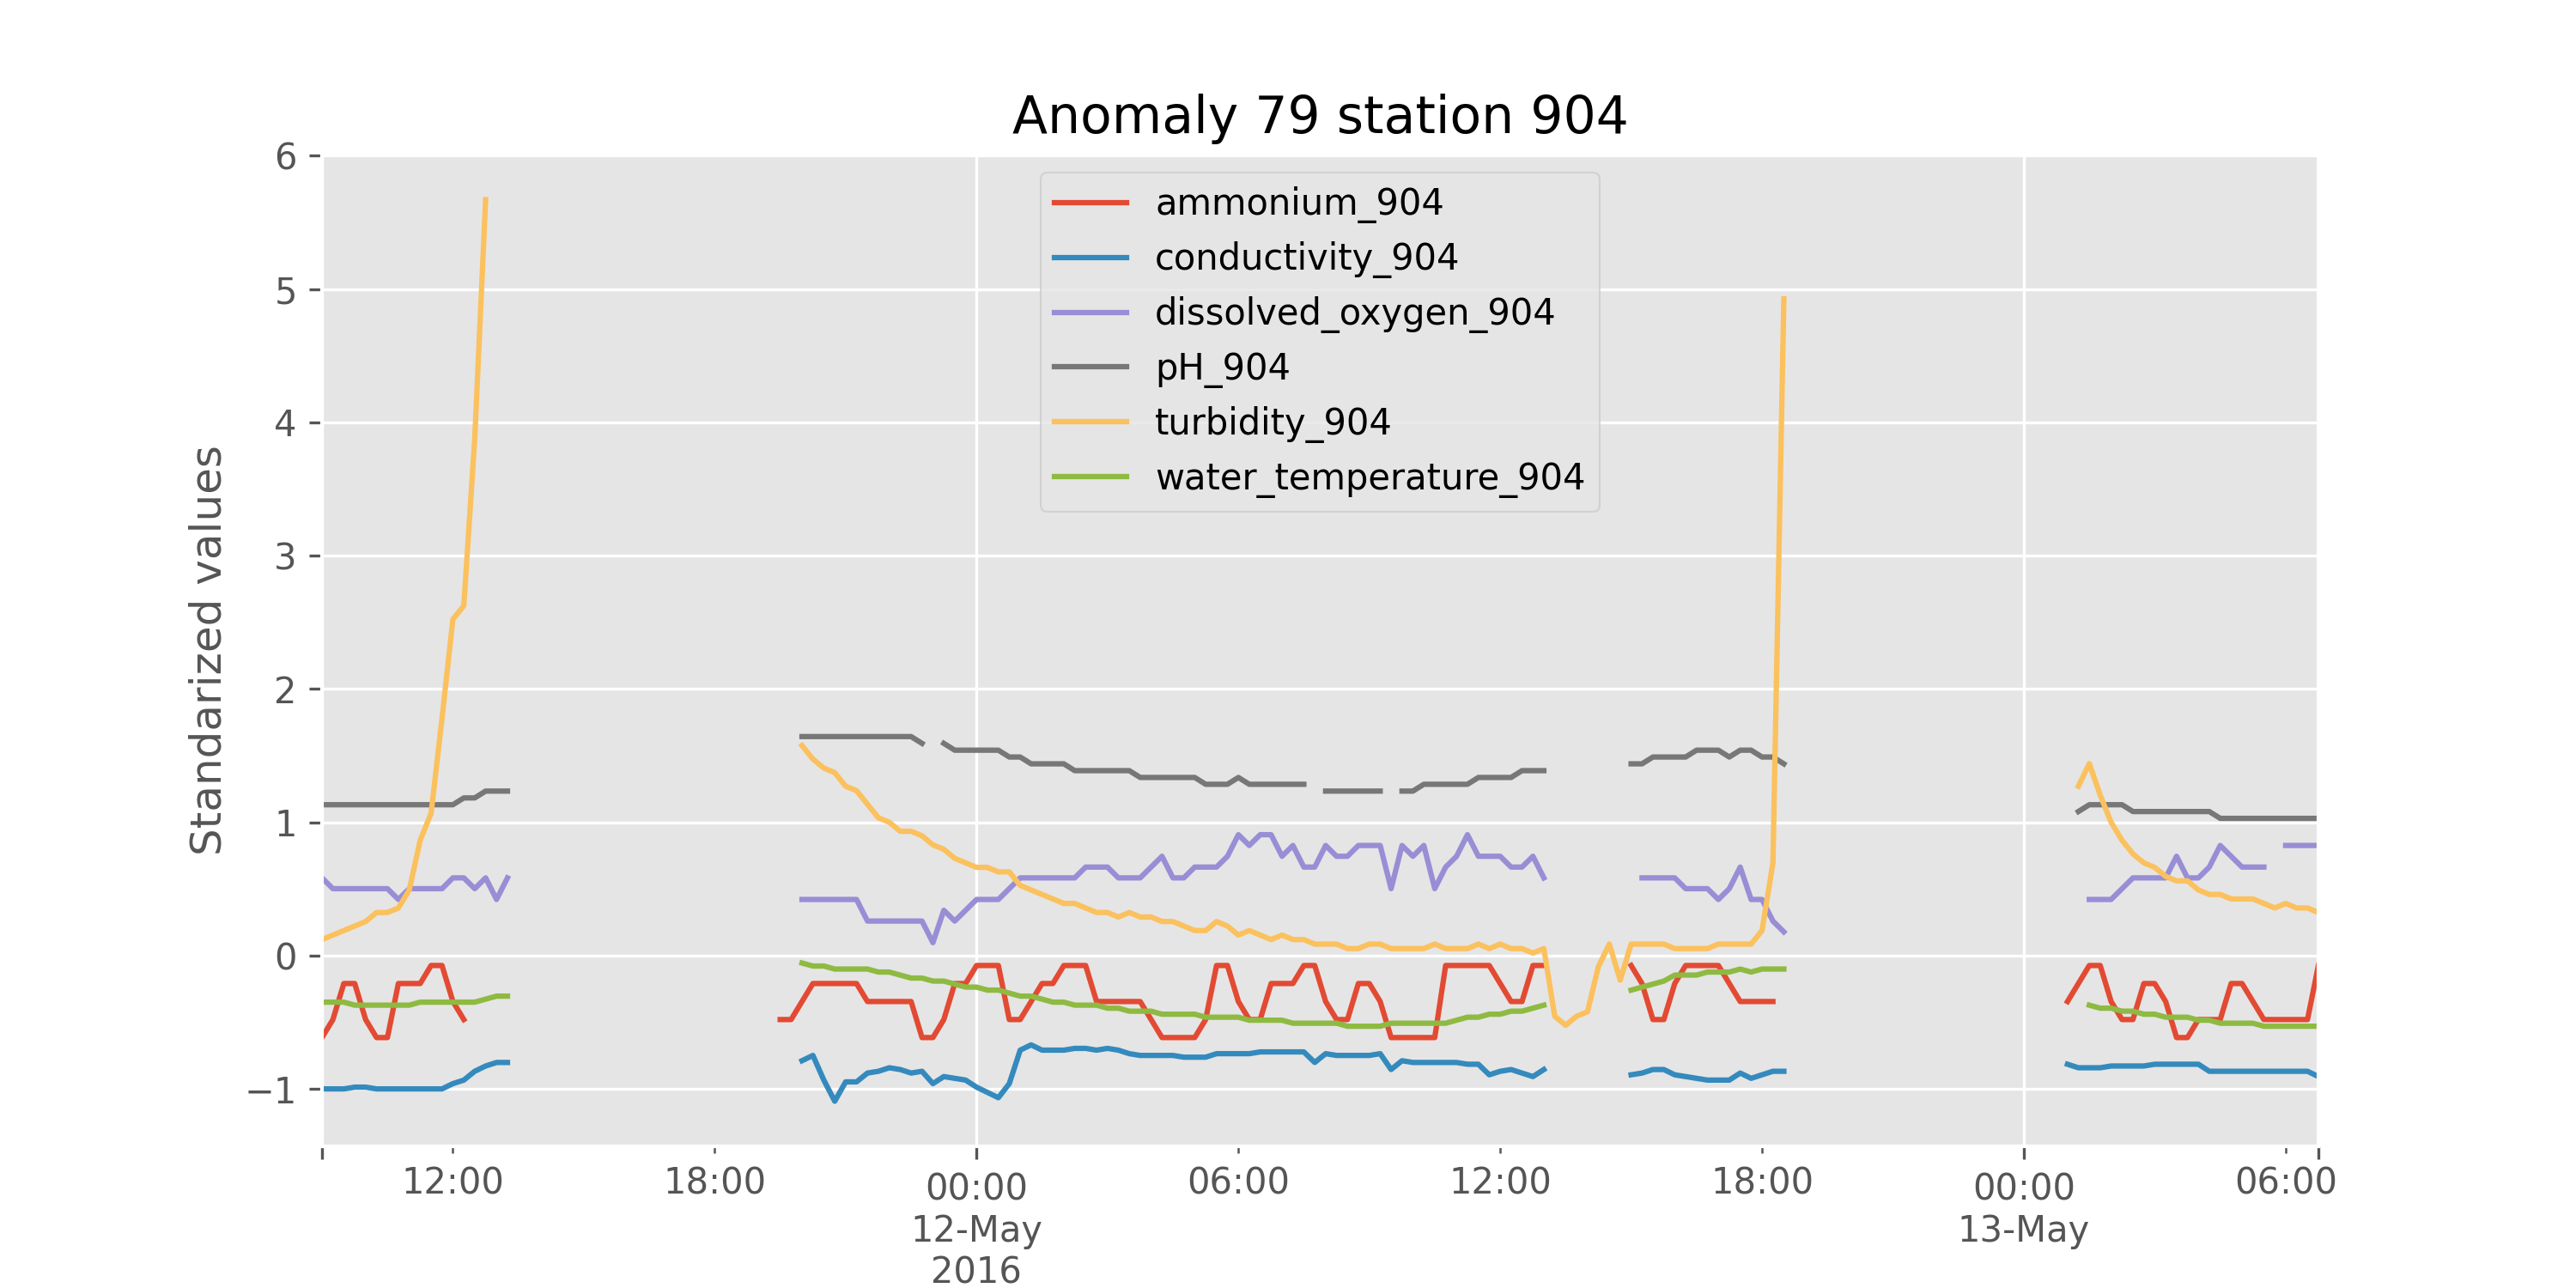 Anomaly 79 station 904
6
5
4
3
2
1
0
−1
Standarized values
ammonium_904
conductivity_904
dissolved_oxygen_904
pH_904
turbidity_904
water_temperature_904
12:00 18:00 00:00 06:00 12:00 18:00 00:00 06:00
12-May 13-May
2016